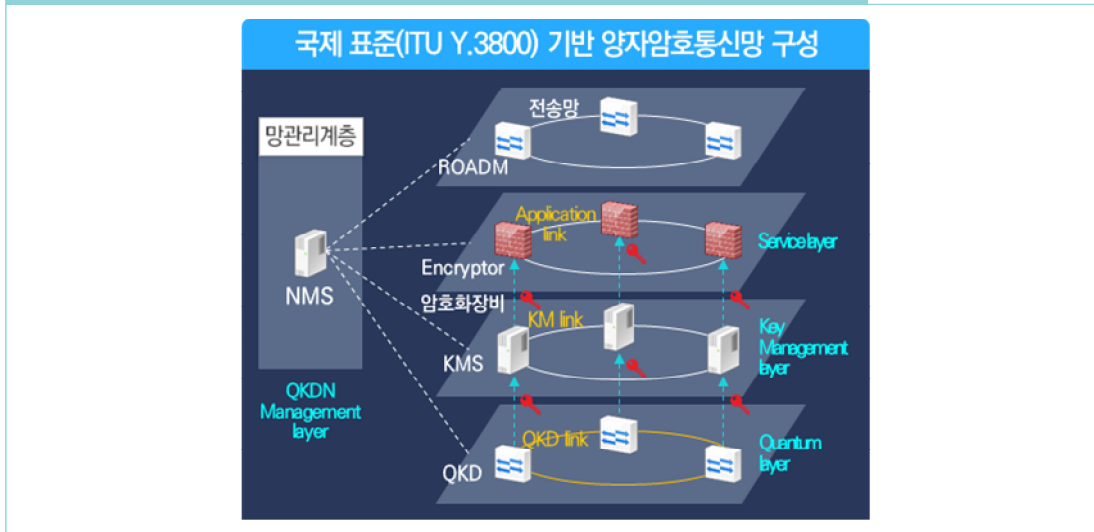 국제 표준(ITU Y.3800) 기반 양자암호통신망 구성
망관리계층
NMS
QKDN
Management
layer
전송망
ROADM
Application
link
Encryptor
암호화장비
Service layer
KM link
KMS
Key
Management
layer
QKD link
QKD
Quantum
layer